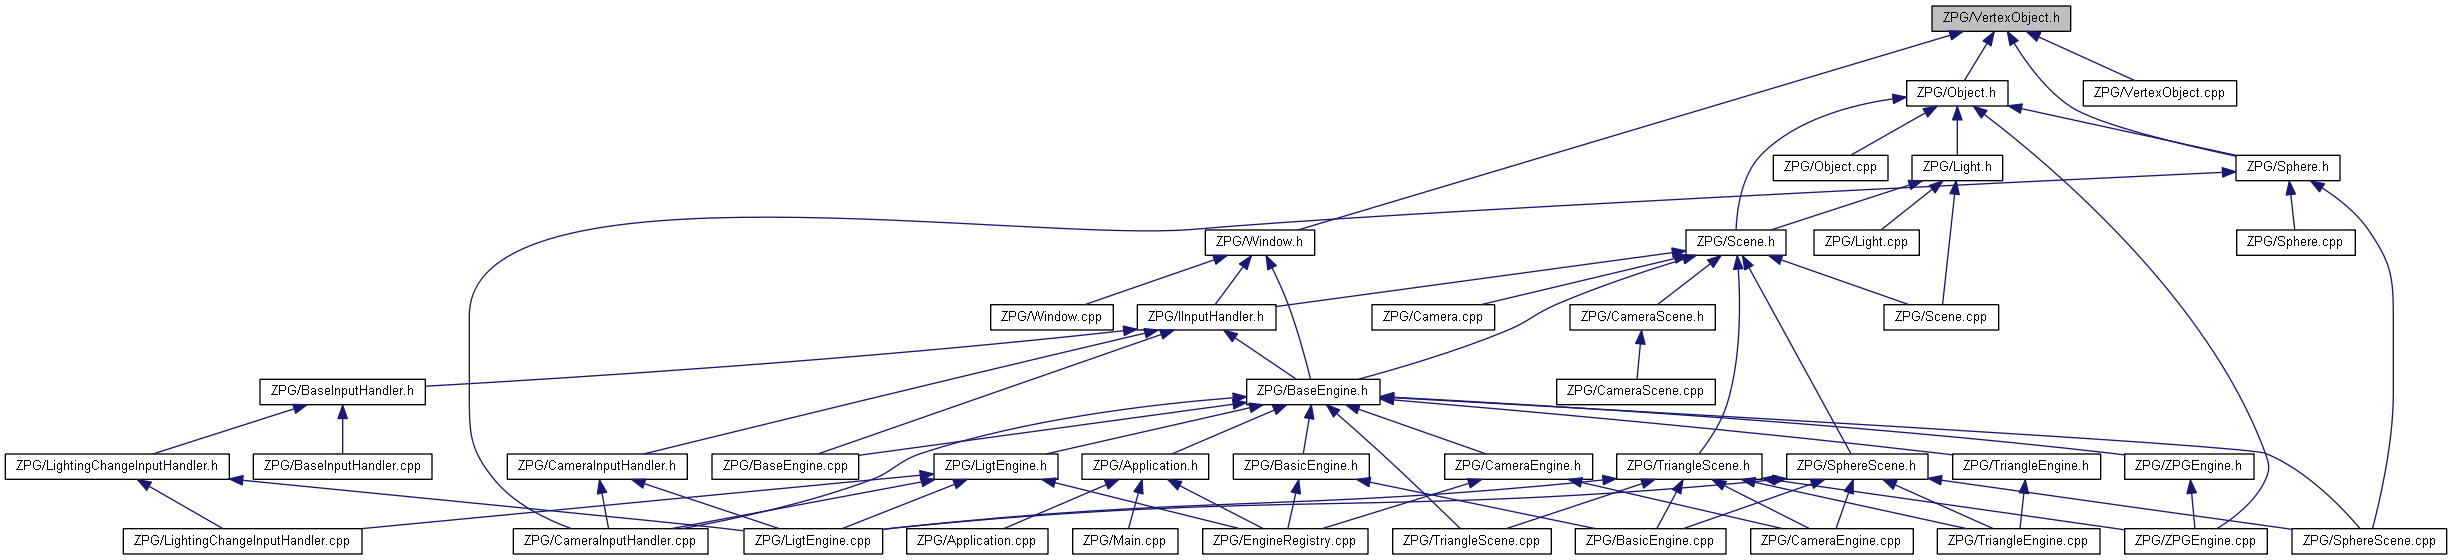 ZPG/VertexObject.h
ZPG/Object.h
ZPG/VertexObject.cpp
ZPG/Object.cpp
ZPG/Light.h
ZPG/Sphere.h
ZPG/Window.h
ZPG/Scene.h
ZPG/Light.cpp
ZPG/Sphere.cpp
ZPG/Window.cpp
ZPG/IInputHandler.h
ZPG/Camera.cpp
ZPG/CameraScene.h
ZPG/Scene.cpp
ZPG/BaseInputHandler.h
ZPG/BaseEngine.h
ZPG/CameraScene.cpp
ZPG/LightingChangeInputHandler.h
ZPG/BaseInputHandler.cpp
ZPG/CameraInputHandler.h
ZPG/BaseEngine.cpp
ZPG/LigtEngine.h
ZPG/Application.h
ZPG/BasicEngine.h
ZPG/CameraEngine.h
ZPG/TriangleScene.h
ZPG/SphereScene.h
ZPG/TriangleEngine.h
ZPG/ZPGEngine.h
ZPG/LightingChangeInputHandler.cpp
ZPG/CameraInputHandler.cpp
ZPG/LigtEngine.cpp
ZPG/Application.cpp
ZPG/Main.cpp
ZPG/EngineRegistry.cpp
ZPG/TriangleScene.cpp
ZPG/BasicEngine.cpp
ZPG/CameraEngine.cpp
ZPG/TriangleEngine.cpp
ZPG/ZPGEngine.cpp
ZPG/SphereScene.cpp